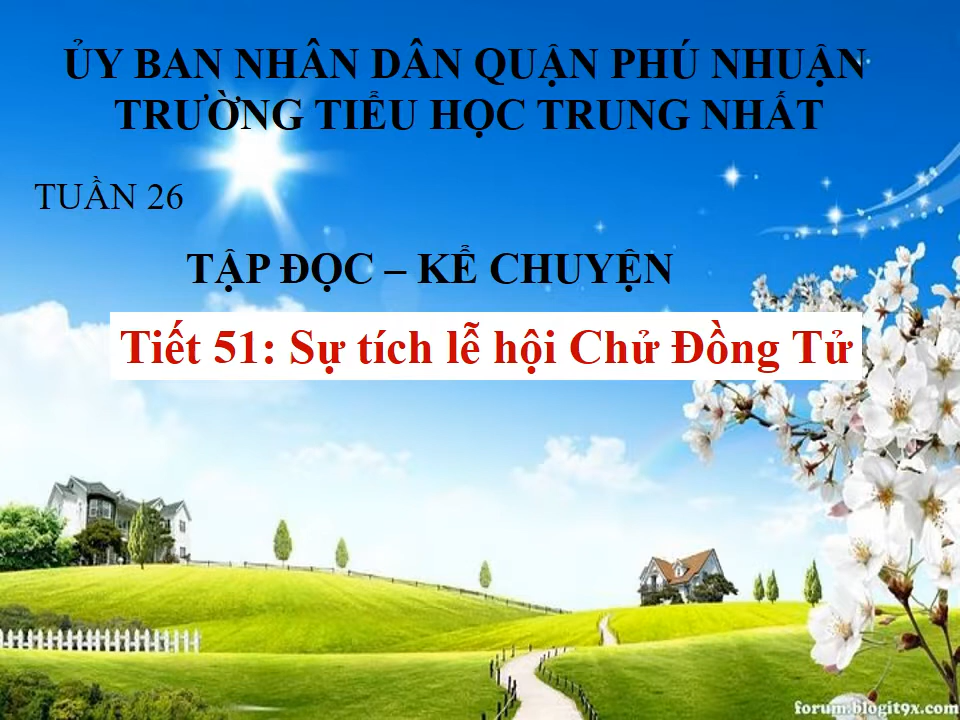 ỦY BAN NHÂN DÂN QUẬN PHÚ NHUẬN
TRƯỜNG TIỂU HỌC TRUNG NHẤT
TUẦN 26
TẬP ĐỌC – KỂ CHUYỆN
Tiết 51: Sự tích lễ hội Chử Đồng Tử
forum.blogit9x.com